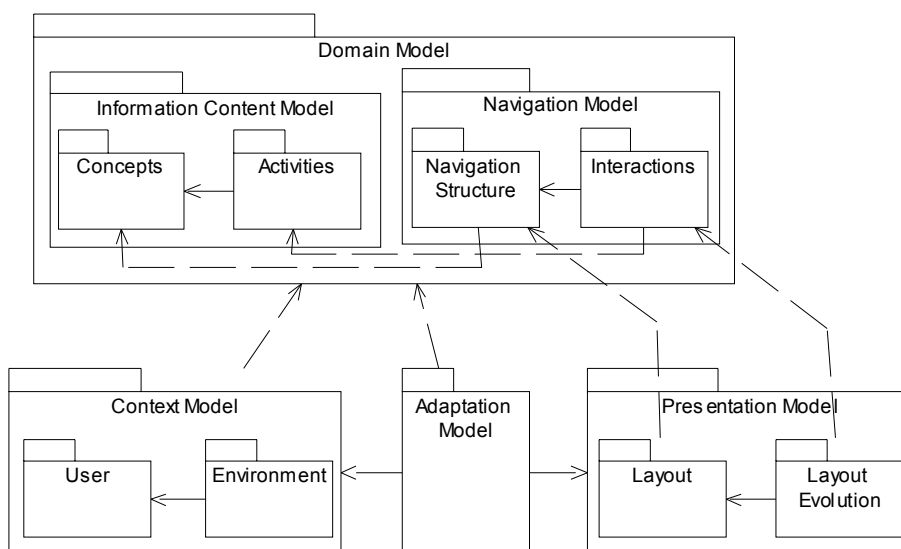 Domain Model
Information Content Model
Navigation Model
Concepts
Activities
Navigation
Structure
Interactions
Context Model
Adaptation
Model
Presentation Model
User
Environment
Layout
Layout
Evolution